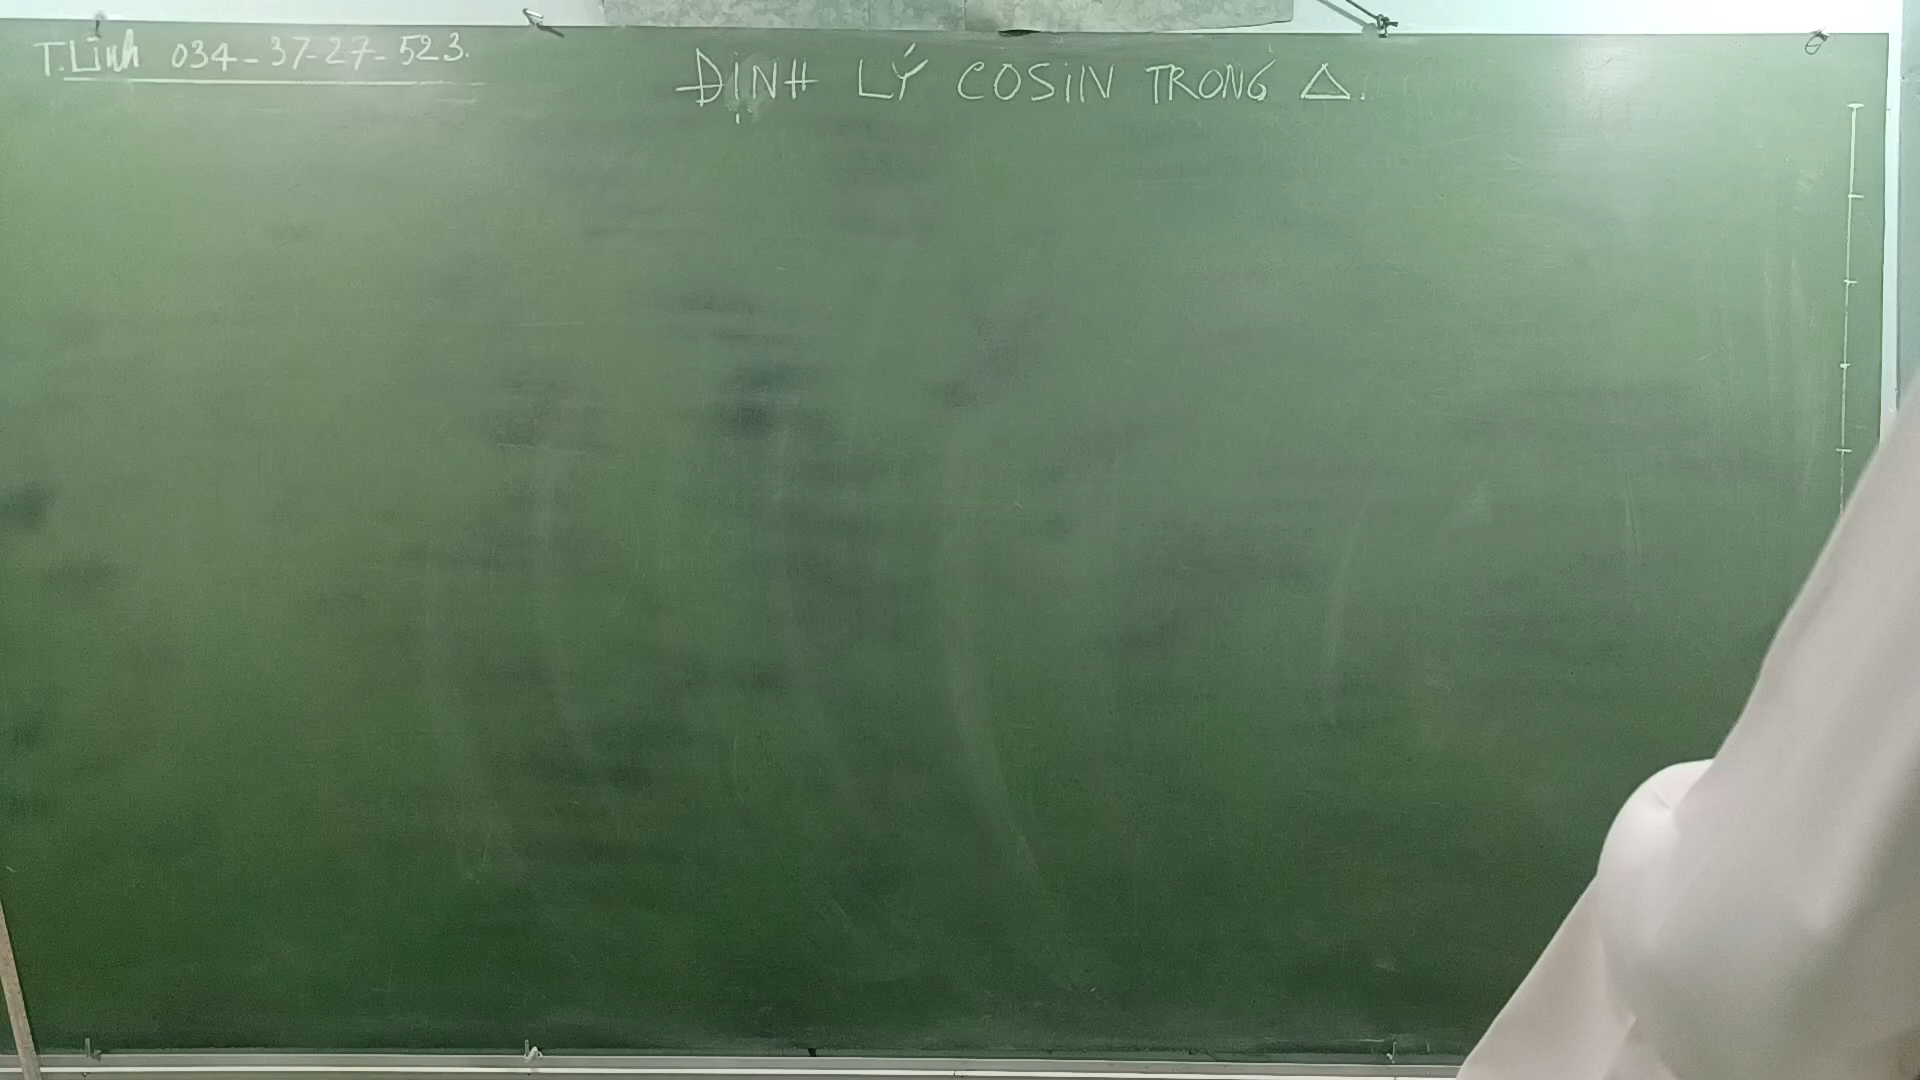 T.Linh 034-37-27-523.
ĐỊNH LÝ COSIN TRONG Δ.